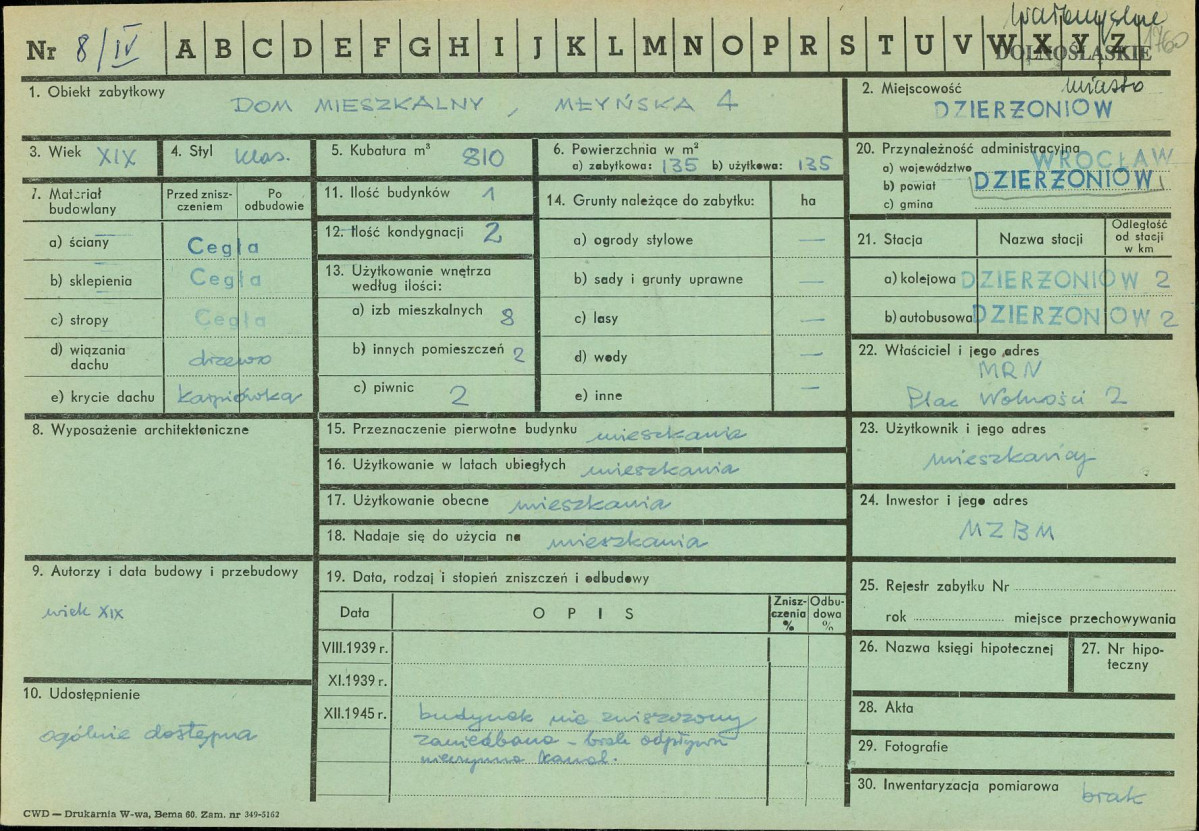 Nr 8/IV A B C D E F G H I J K L M N O P R S T U V W X Y Z
DOLNOŚLĄSKIE
1760
1. Obiekt zabytkowy
DOM MIESZKALNY, MŁYŃSKA 4
2. Miejscowość miasto
DZIERŻONIÓW
3. Wiek XIX
4. Styl klas.
5. Kubatura m³ 810
6. Powierzchnia w m²
a) zabytkowa: 135 b) użytkowa: 135
20. Przynależność administracyjna
a) województwo WROCŁAW
b) powiat DZIERŻONIÓW
c) gmina
7. Materiał budowlany
Przed zniszczeniem
Po odbudowie
a) ściany Cegła
b) sklepienia Cegła
c) stropy Cegła
d) wiązania dachu drzewo
e) krycie dachu karpiówka
11. Ilość budynków 1
12. Ilość kondygnacji 2
13. Użytkowanie wnętrza
według ilości:
a) izb mieszkalnych 8
b) innych pomieszczeń 2
c) piwnic 2
14. Grunty należące do zabytku: ha
a) ogrody stylowe —
b) sady i grunty uprawne —
c) lasy —
d) wody —
e) inne —
21. Stacja
Nazwa stacji
Odległość
od stacji
w km
a) kolejowa DZIERŻONIÓW 2
b) autobusowa DZIERŻONIÓW 2
22. Właściciel i jego adres
MRN
Plac Wolności 2
8. Wyposażenie architektoniczne
15. Przeznaczenie pierwotne budynku mieszkania
16. Użytkowanie w latach ubiegłych mieszkania
17. Użytkowanie obecne mieszkania
18. Nadaje się do użycia na mieszkania
23. Użytkownik i jego adres
mieszkańcy
24. Inwestor i jego adres
MZBM
9. Autorzy i data budowy i przebudowy
wiek XIX
10. Udostępnienie
ogólnie dostępna
19. Data, rodzaj i stopień zniszczeń i odbudowy
Data
OPIS
Zniszczenia %
Odbudowa %
VIII.1939 r.
XI.1939 r.
XII.1945 r. budynek nie zniszczony
zaniedbana – brak odpływu
nieczynna kanal.
25. Rejestr zabytku Nr
rok miejsce przechowywania
26. Nazwa księgi hipotecznej
27. Nr hipoteczny
28. Akta
29. Fotografie
30. Inwentaryzacja pomiarowa brak
CWD — Drukarnia W-wa, Bema 60. Zam. nr 349-5162